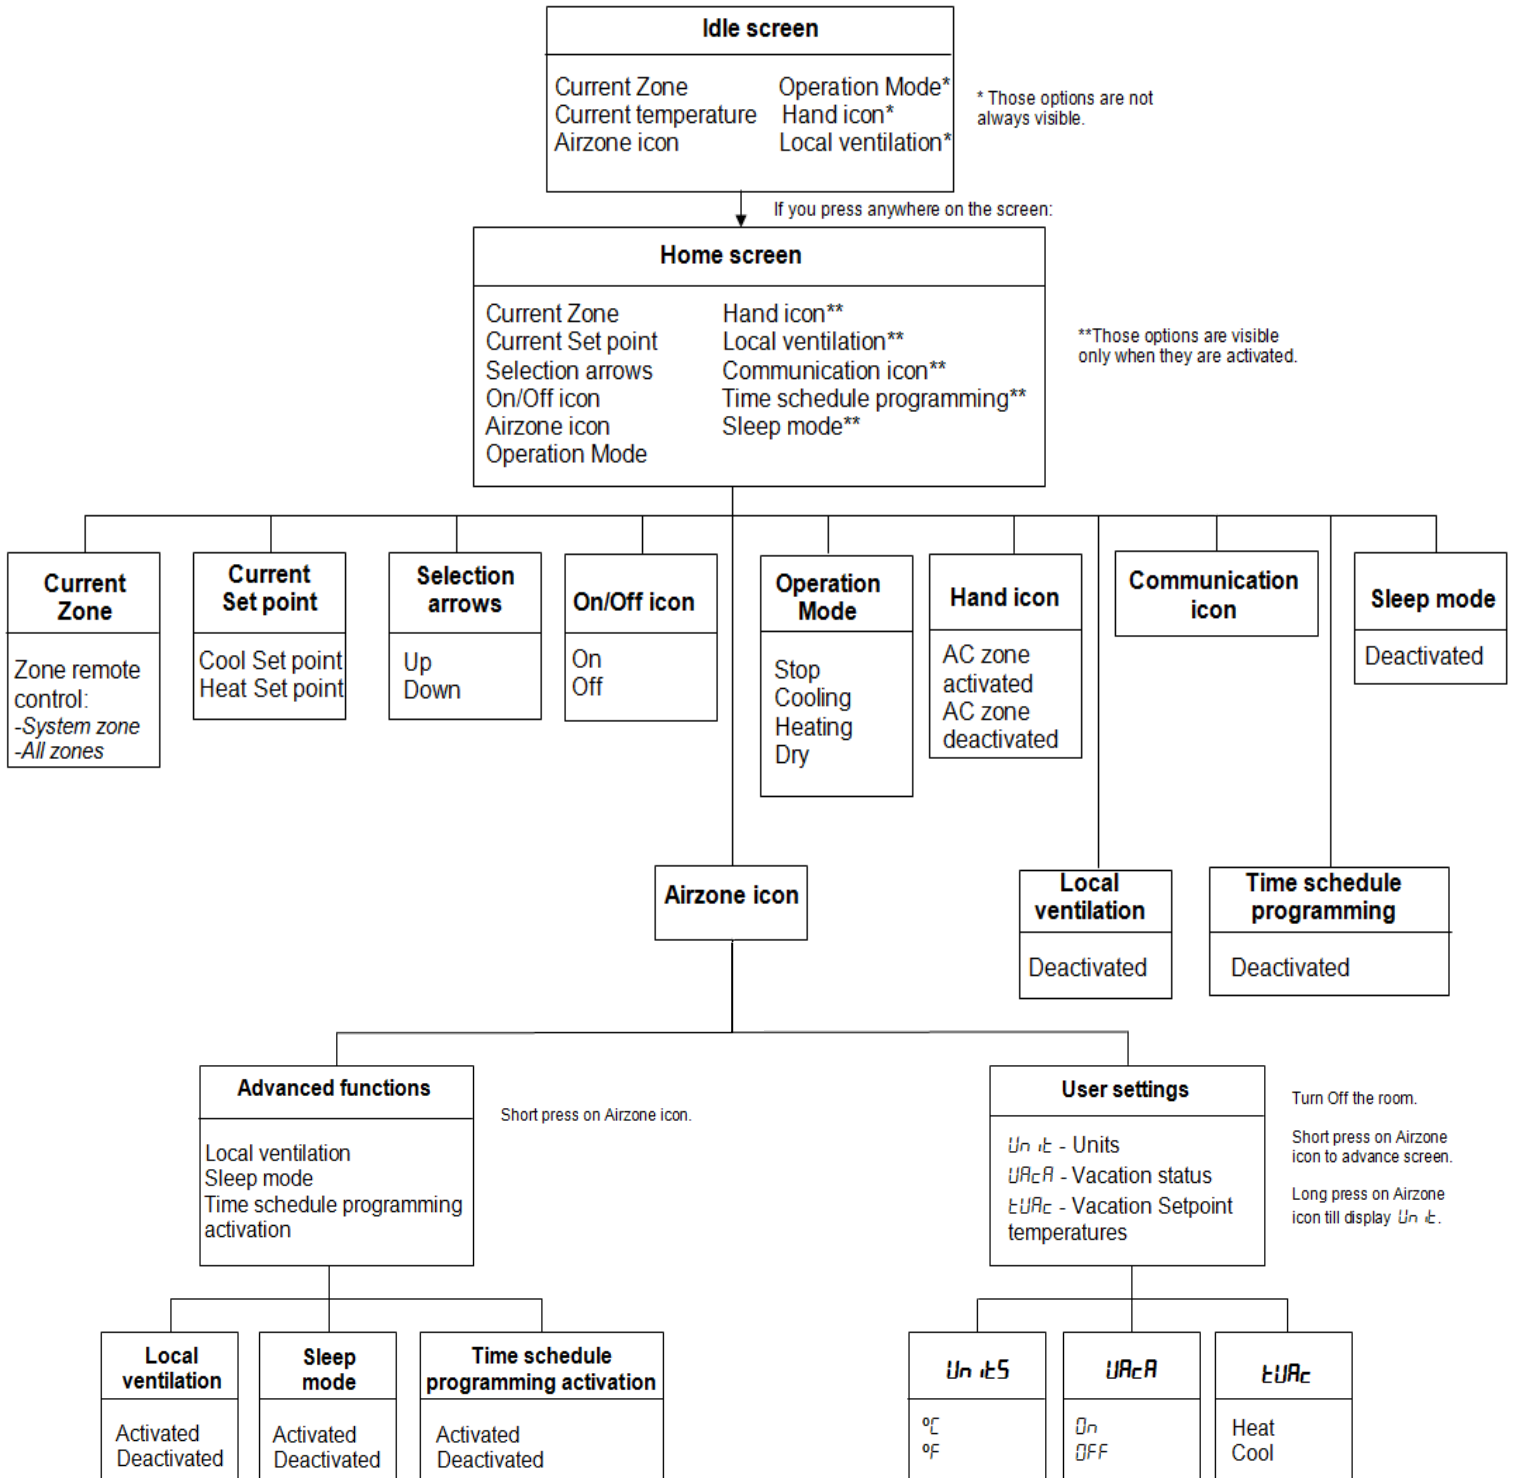 Idle screen
Current Zone
Operation Mode*
Current temperature
Hand icon*
Airzone icon
Local ventilation*
* Those options are not
always visible.
If you press anywhere on the screen:
Home screen
Current Zone
Hand icon**
Current Set point
Local ventilation**
Selection arrows
Communication icon**
On/Off icon
Time schedule programming**
Airzone icon
Sleep mode**
Operation Mode
**Those options are visible
only when they are activated.
Current
Zone
Zone remote
control:
-System zone
-All zones
Current
Set point
Cool Set point
Heat Set point
Selection
arrows
Up
Down
On/Off icon
On
Off
Operation
Mode
Stop
Cooling
Heating
Dry
Hand icon
AC zone
activated
AC zone
deactivated
Communication
icon
Sleep mode
Deactivated
Airzone icon
Local
ventilation
Deactivated
Time schedule
programming
Deactivated
Advanced functions
Local ventilation
Sleep mode
Time schedule programming
activation
Short press on Airzone icon.
User settings
Unit - Units
VAcA - Vacation status
tVAc - Vacation Setpoint
temperatures
Turn Off the room.
Short press on Airzone
icon to advance screen.
Long press on Airzone
icon till display Unit.
Local
ventilation
Activated
Deactivated
Sleep
mode
Activated
Deactivated
Time schedule
programming activation
Activated
Deactivated
UnitS
ºC
ºF
VAcA
On
OFF
tVAc
Heat
Cool